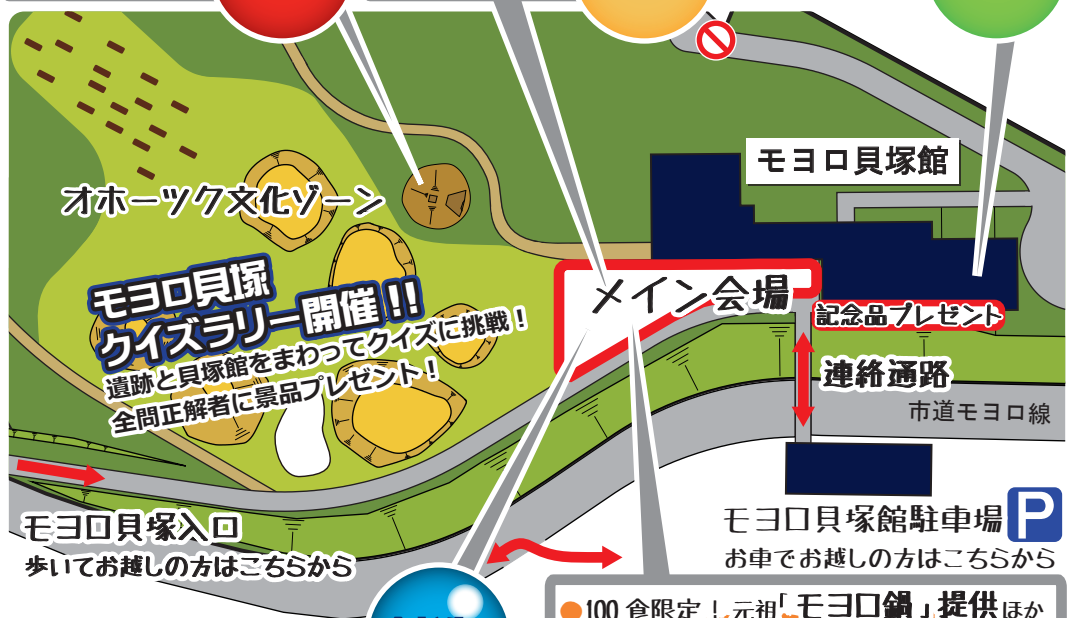 モヨロ貝塚館
オホーツク文化ゾーン
モヨロ貝塚
クイズラリー開催!!
遺跡と貝塚館をまわってクイズに挑戦!
全問正解者に景品プレゼント!
メイン会場
記念品プレゼント
連絡通路
市道モヨロ線
モヨロ貝塚入口
歩いてお越しの方はこちらから
モヨロ貝塚館駐車場 P
お車でお越しの方はこちらから
●100食限定!元祖「モヨロ鍋」提供ほか